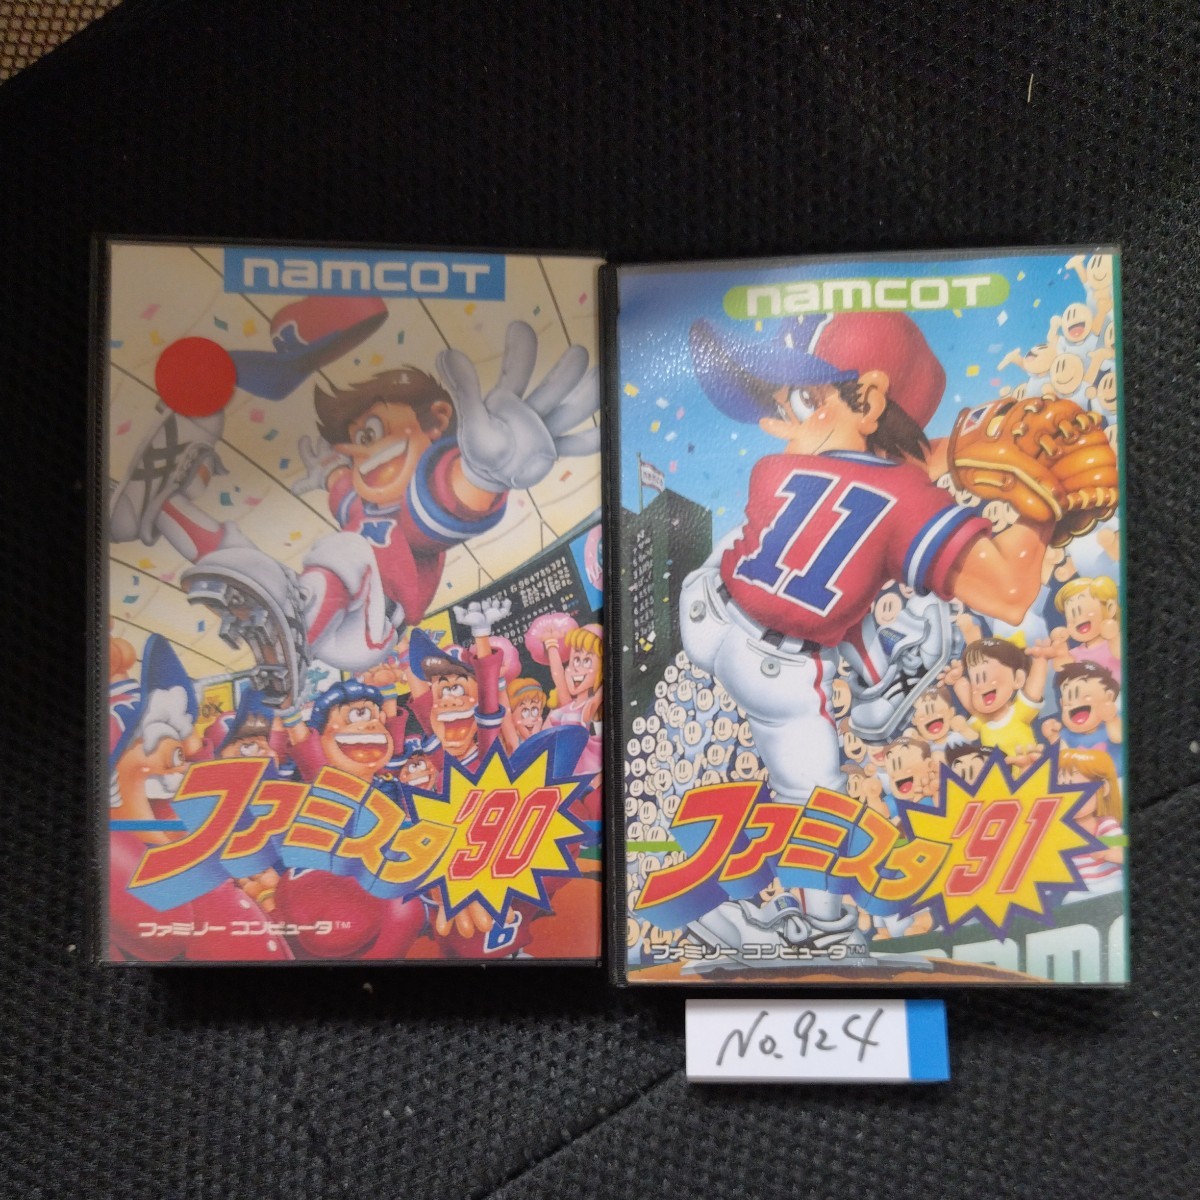 namcot
N
N
ファミスタ '90
ファミリー コンピュータ™
namcot
namco
11
ファミスタ '91
ファミリー コンピュータ™
No.924